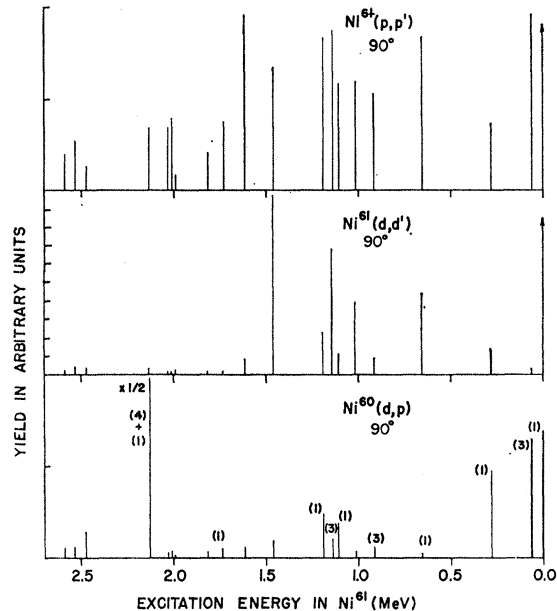 Ni⁶¹(p,p')
90°
Ni⁶¹(d,d')
90°
YIELD IN ARBITRARY UNITS
x1/2
(4)
+
(1)
Ni⁶⁰(d,p)
90°
(1)
(1)
(3)
(1)
(3)
(1)
(1)
(3)
(1)
2.5 2.0 1.5 1.0 0.5 0.0
EXCITATION ENERGY IN Ni⁶¹(MeV)